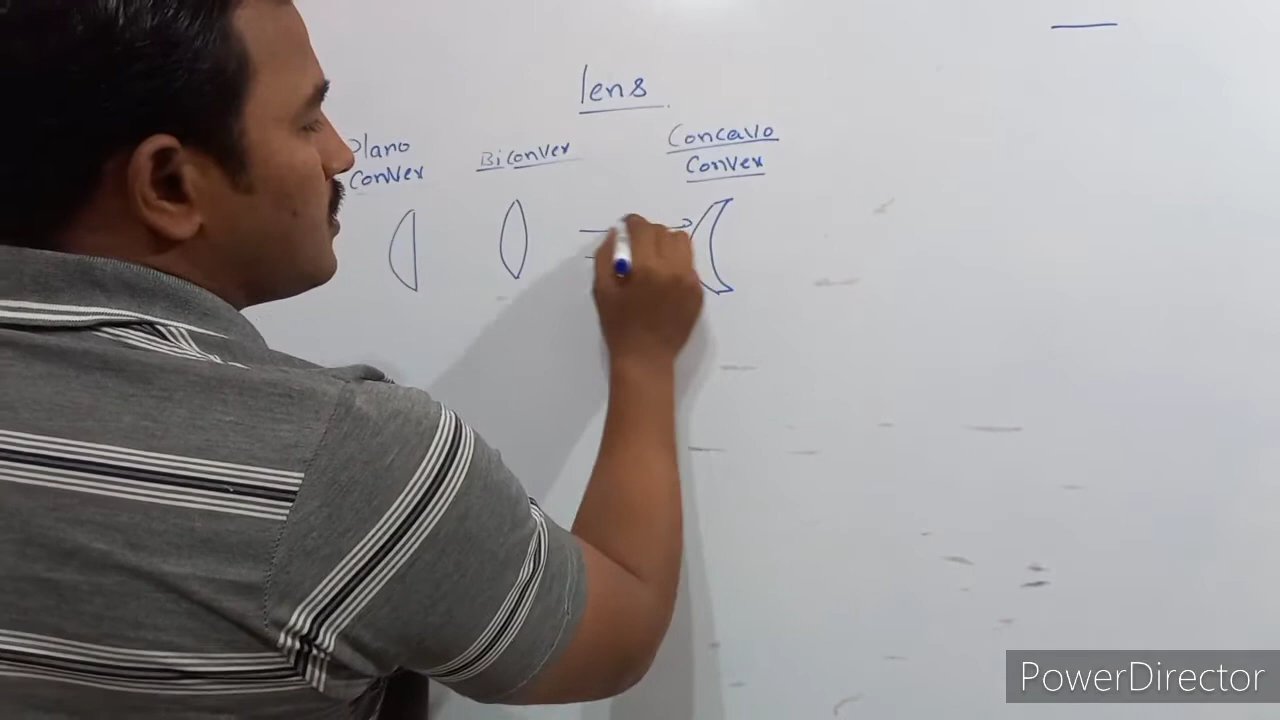 lens
Plano
Convex
Biconvex
Concavo
Convex
PowerDirector